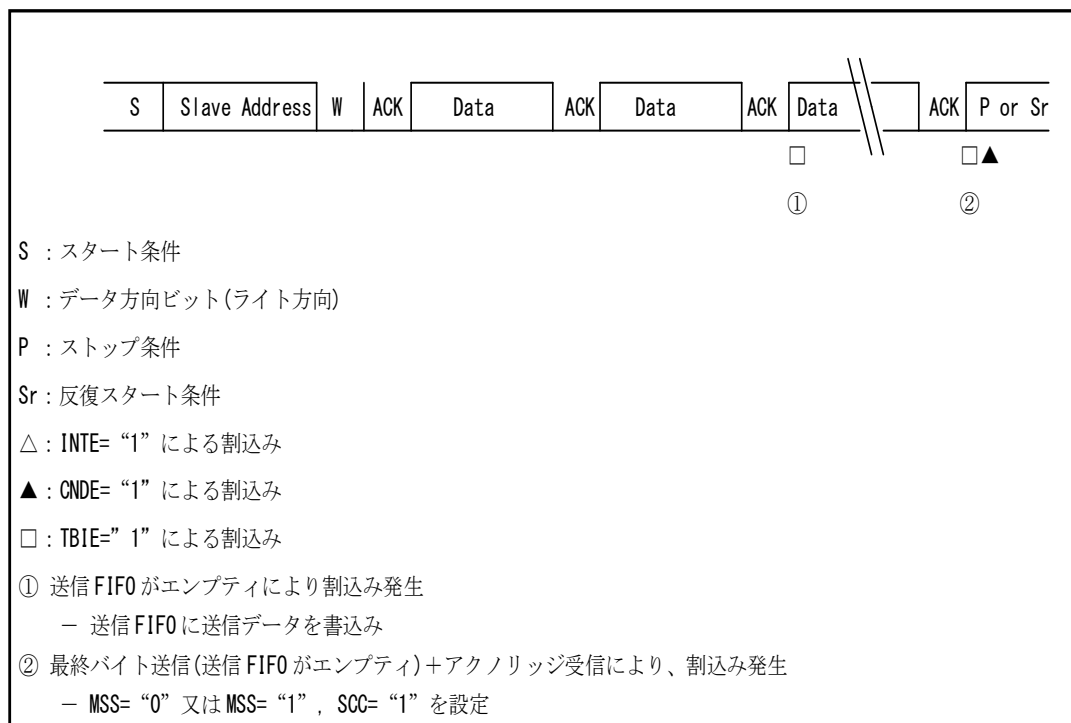 S Slave Address W ACK Data ACK Data ACK Data ACK P or Sr
□ □▲
① ②
S :スタート条件
W :データ方向ビット(ライト方向)
P :ストップ条件
Sr:反復スタート条件
△:INTE=“1”による割込み
▲:CNDE=“1”による割込み
□:TBIE=”1”による割込み
① 送信FIFOがエンプティにより割込み発生
- 送信FIFOに送信データを書込み
② 最終バイト送信(送信FIFOがエンプティ)+アクノリッジ受信により、割込み発生
- MSS=“0”又はMSS=“1”, SCC=“1”を設定